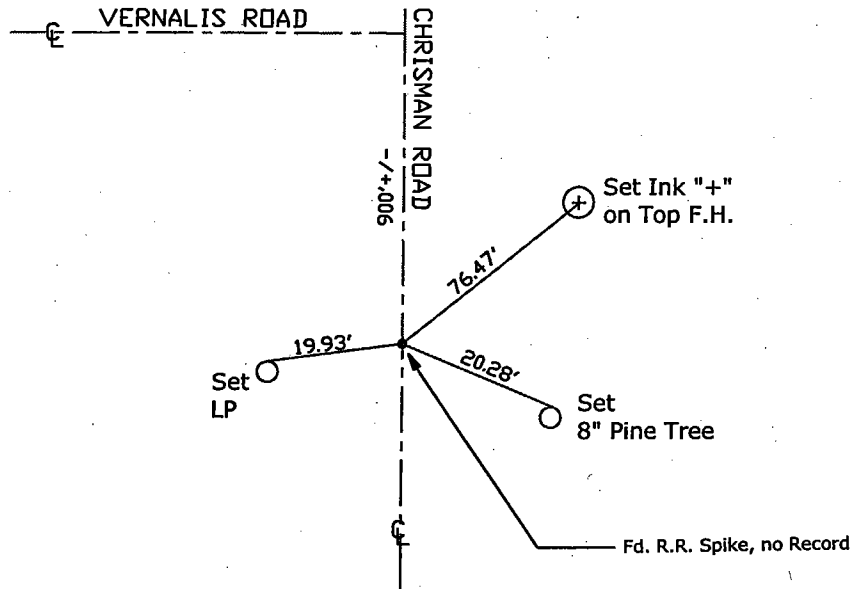 VERNALIS ROAD
℄
CHRISMAN ROAD
900'+/-
Set Ink "+"
on Top F.H.
76.47'
19.93'
20.28'
Set
LP
Set
8" Pine Tree
℄
Fd. R.R. Spike, no Record